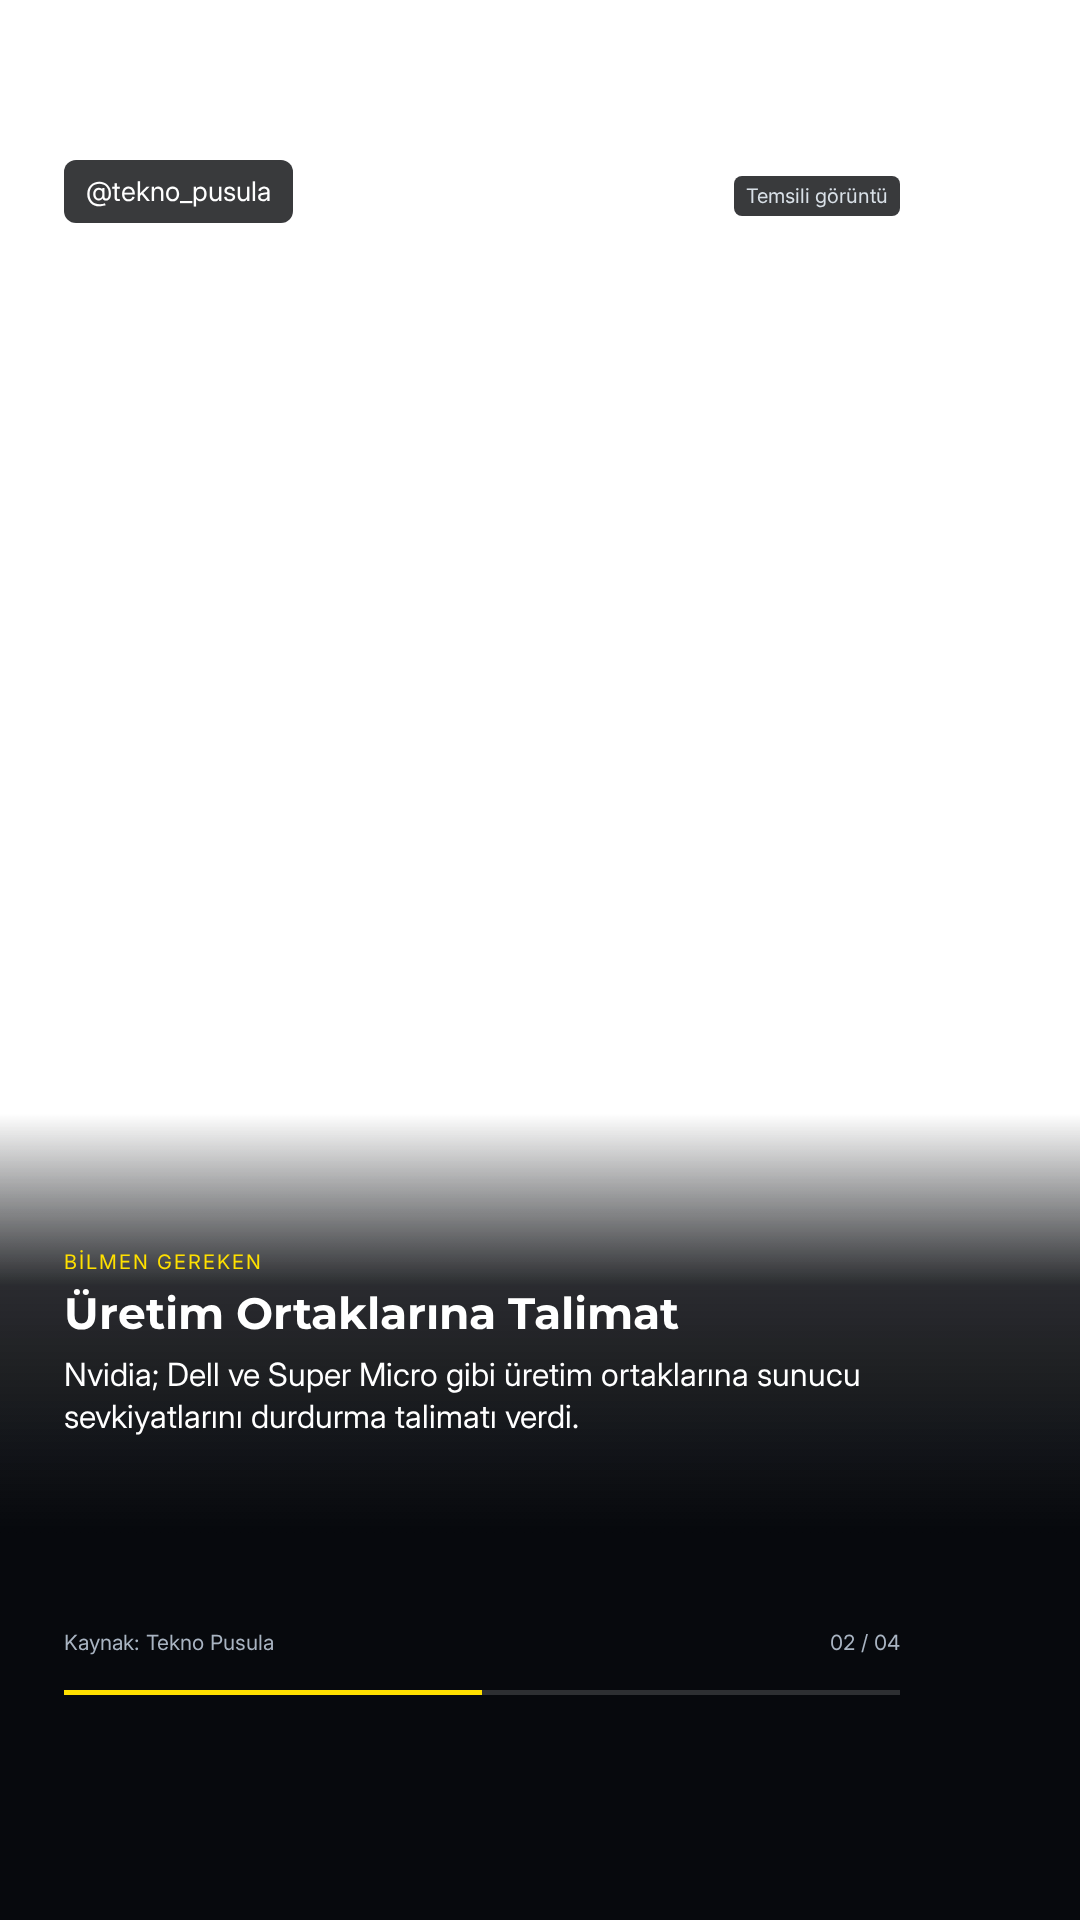 @tekno_pusula
Temsili görüntü
BİLMEN GEREKEN
Üretim Ortaklarına Talimat
Nvidia; Dell ve Super Micro gibi üretim ortaklarına sunucu
sevkiyatlarını durdurma talimatı verdi.
Kaynak: Tekno Pusula
02 / 04